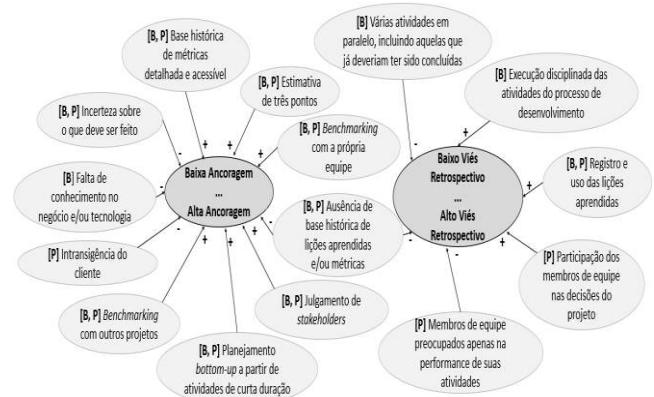 [B, P] Base histórica
de métricas
detalhada e acessível
[B] Várias atividades em
paralelo, incluindo aquelas que
já deveriam ter sido concluídas
[B, P] Estimativa
de três pontos
[B] Execução disciplinada das
atividades do processo de
desenvolvimento
[B, P] Incerteza sobre
o que deve ser feito
[B, P] Benchmarking
com a própria
equipe
[B] Falta de
conhecimento no
negócio e/ou tecnologia
Baixa Ancoragem
...
Alta Ancoragem
Baixo Viés
Retrospectivo
...
Alto Viés
Retrospectivo
[B, P] Registro e
uso das lições
aprendidas
[B, P] Ausência de
base histórica de
lições aprendidas
e/ou métricas
[P] Intransigência do
cliente
[P] Participação dos
membros de equipe
nas decisões do
projeto
[B, P] Benchmarking
com outros projetos
[B, P] Julgamento de
stakeholders
[B, P] Planejamento
bottom-up a partir de
atividades de curta duração
[P] Membros de equipe
preocupados apenas na
performance de suas
atividades
- + + + - - - + + + - - - + + + -